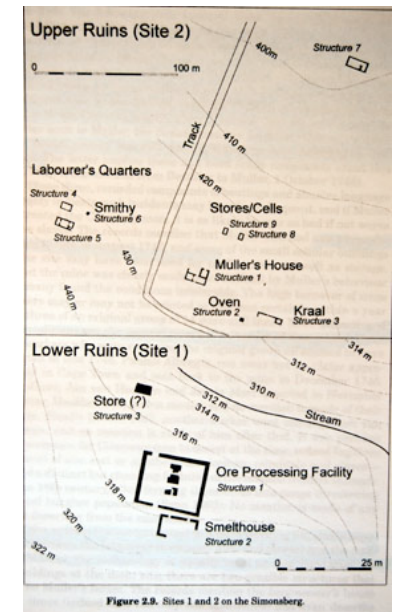 Upper Ruins (Site 2)
0 100 m
400m
Structure 7
Track
410 m
420 m
Labourer's Quarters
Structure 4
Smithy
Structure 6
Structure 5
Stores/Cells
Structure 9
Structure 8
430 m
440 m
Muller's House
Structure 1
Oven
Structure 2
Kraal
Structure 3
Lower Ruins (Site 1)
314 m
312 m
310 m
312 m
314 m
Stream
Store (?)
Structure 3
316 m
Ore Processing Facility
Structure 1
318 m
320 m
322 m
Smelthouse
Structure 2
0 25 m
Figure 2.9. Sites 1 and 2 on the Simonsberg.